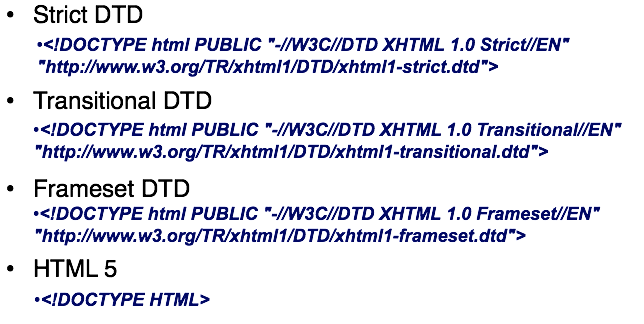 • Strict DTD
•<!DOCTYPE html PUBLIC "-//W3C//DTD XHTML 1.0 Strict//EN"
"http://www.w3.org/TR/xhtml1/DTD/xhtml1-strict.dtd">
• Transitional DTD
•<!DOCTYPE html PUBLIC "-//W3C//DTD XHTML 1.0 Transitional//EN"
"http://www.w3.org/TR/xhtml1/DTD/xhtml1-transitional.dtd">
• Frameset DTD
•<!DOCTYPE html PUBLIC "-//W3C//DTD XHTML 1.0 Frameset//EN"
"http://www.w3.org/TR/xhtml1/DTD/xhtml1-frameset.dtd">
• HTML 5
•<!DOCTYPE HTML>